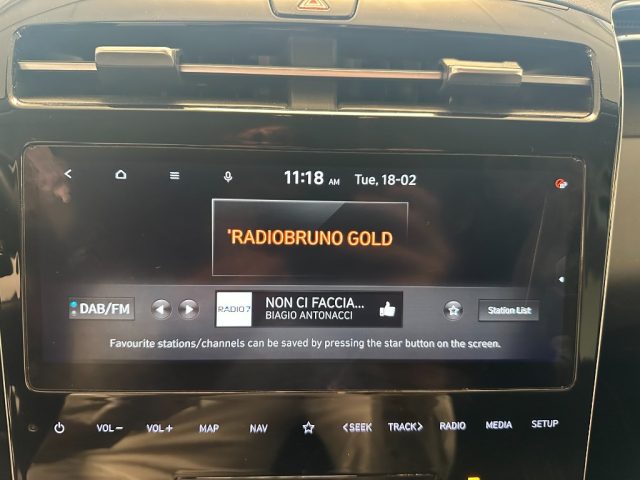 11:18 AM Tue, 18-02
'RADIOBRUNO GOLD
DAB/FM
RADIO 7
NON CI FACCIA...
BIAGIO ANTONACCI
Station List
Favourite stations/channels can be saved by pressing the star button on the screen.
VOL− VOL+ MAP NAV <SEEK TRACK> RADIO MEDIA SETUP